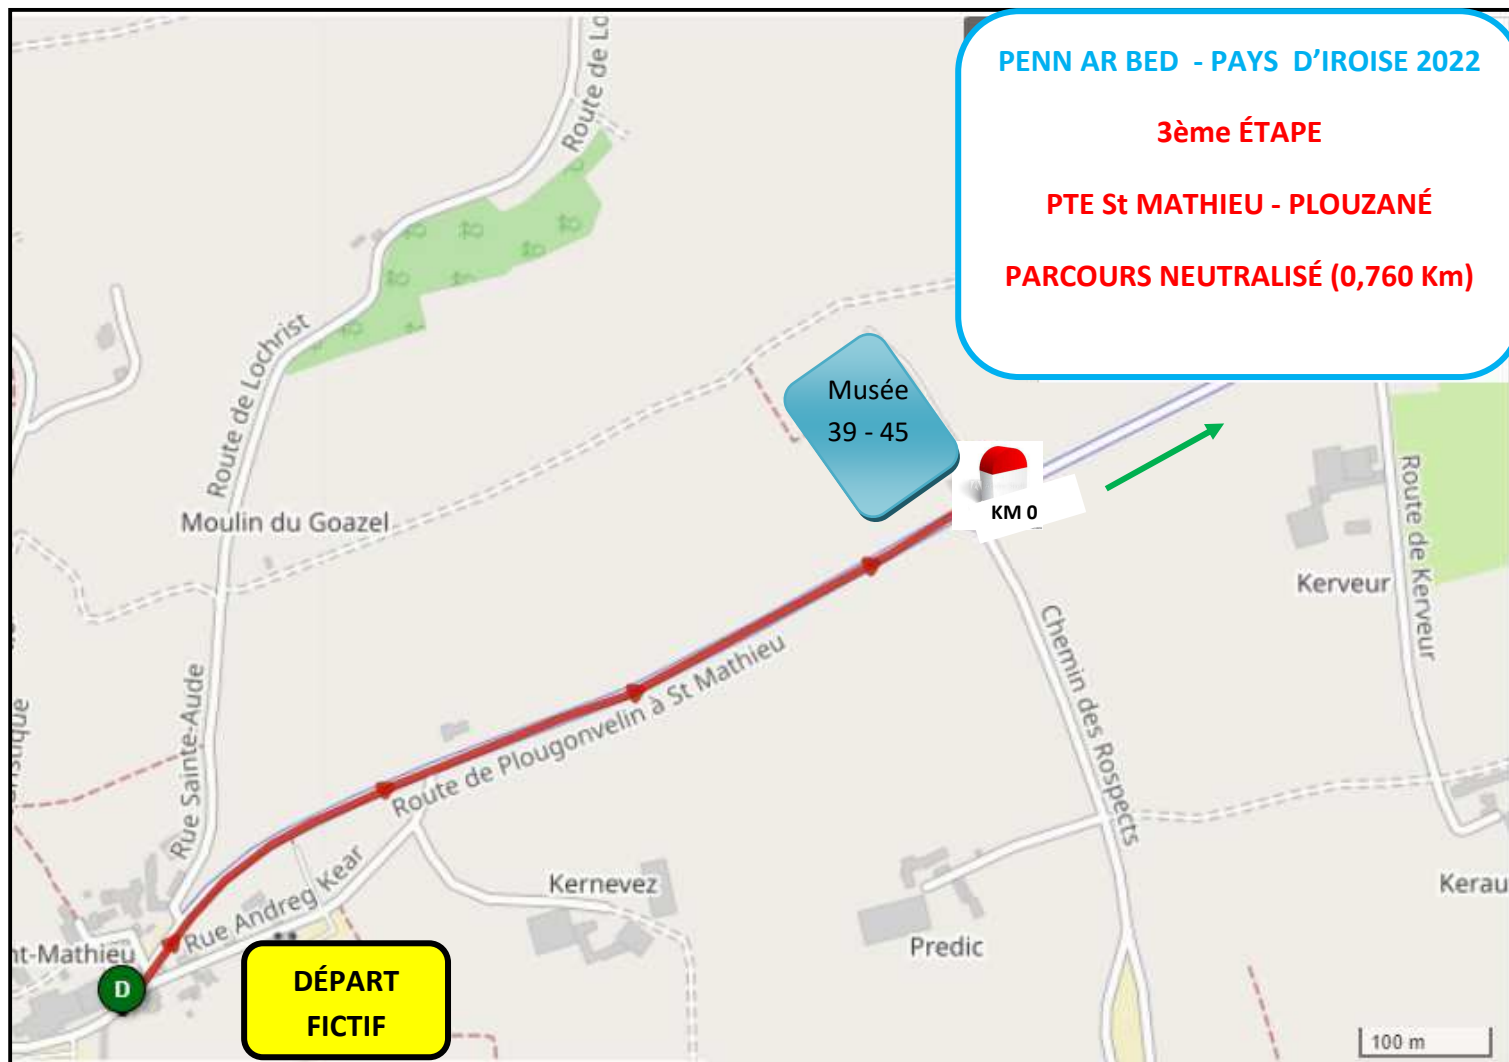 PENN AR BED - PAYS D'IROISE 2022
3ème ÉTAPE
PTE St MATHIEU - PLOUZANÉ
PARCOURS NEUTRALISÉ (0,760 Km)
Route de Lo
Route de Lochrist
Musée
39 - 45
KM 0
Moulin du Goazel
Route de Kerveur
Kerveur
Chemin des Rospects
Route de Plougonvelin à St Mathieu
Rue Sainte-Aude
Rue Andreg Kear
Kernevez
Kerau
Predic
nt-Mathieu
D
DÉPART
FICTIF
100 m